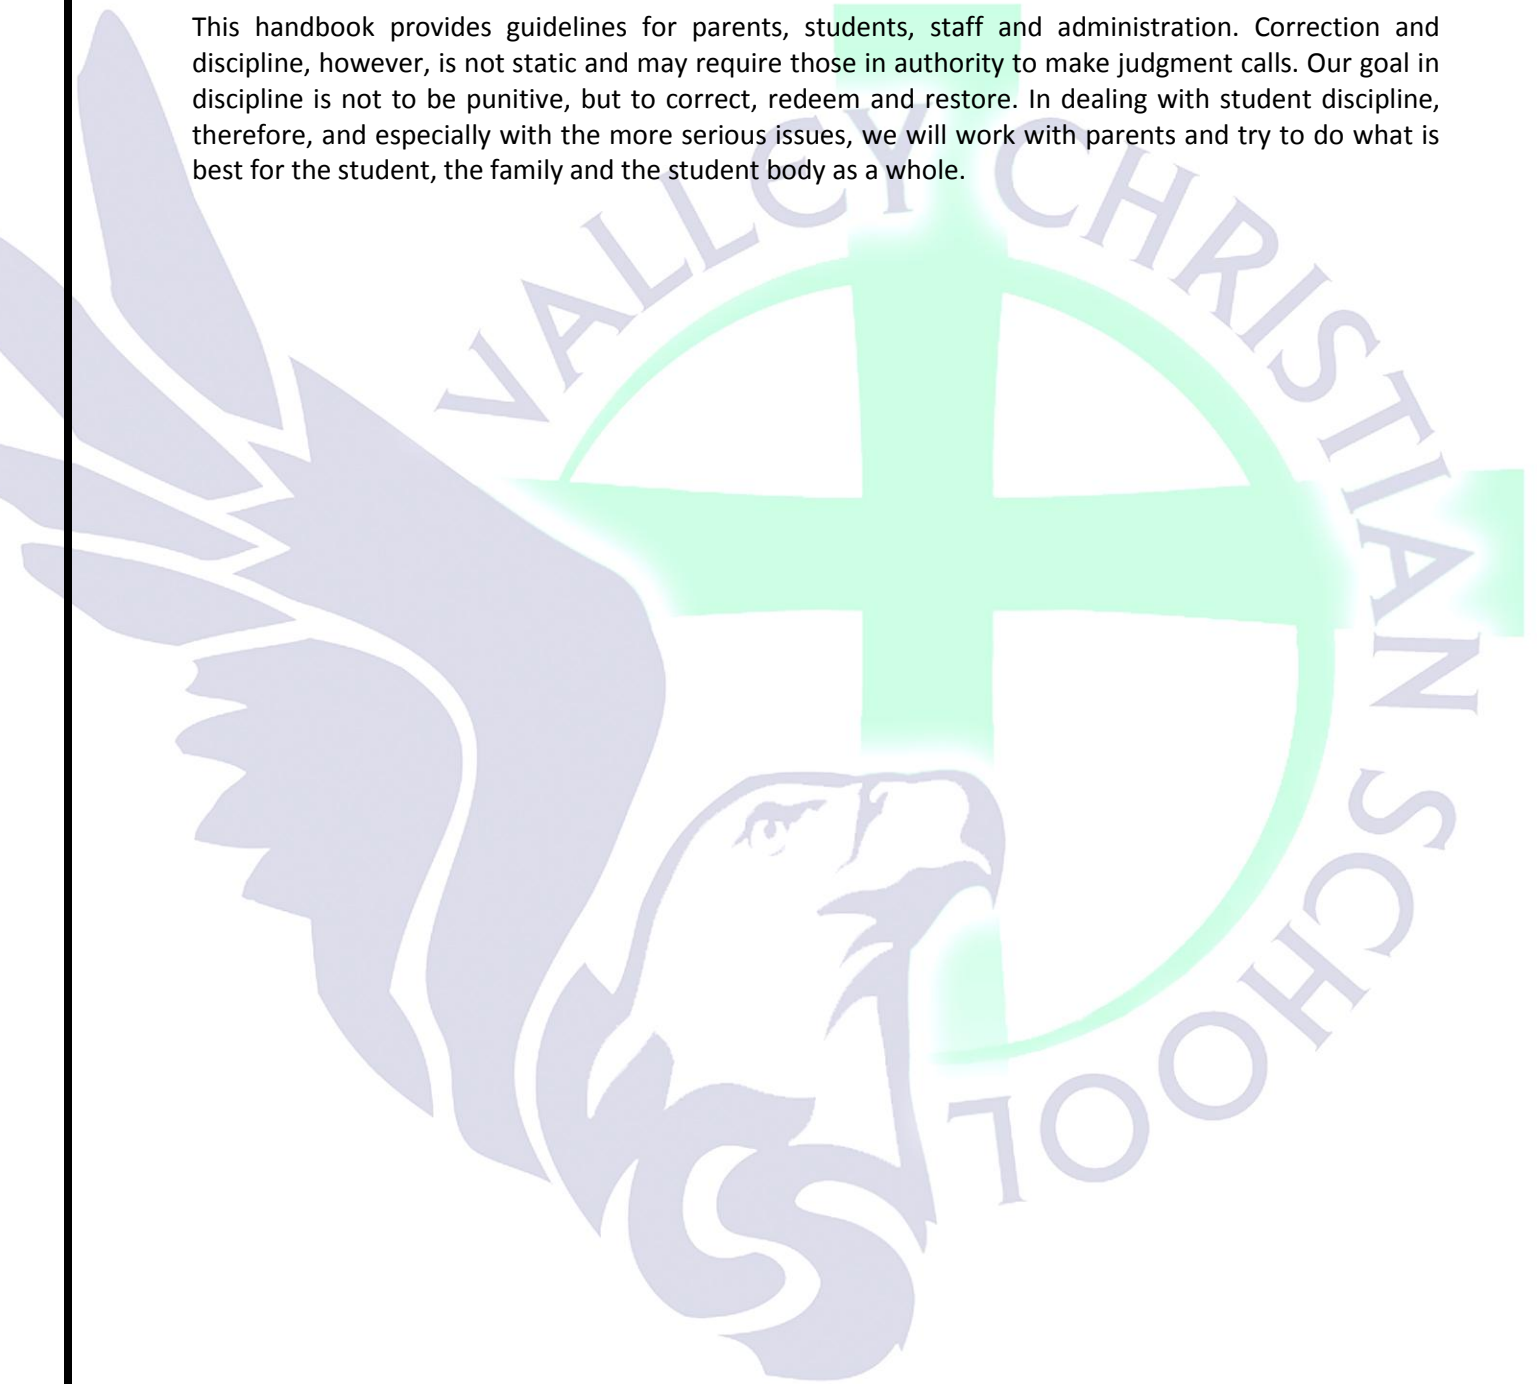 This handbook provides guidelines for parents, students, staff and administration. Correction and
discipline, however, is not static and may require those in authority to make judgment calls. Our goal in
discipline is not to be punitive, but to correct, redeem and restore. In dealing with student discipline,
therefore, and especially with the more serious issues, we will work with parents and try to do what is
best for the student, the family and the student body as a whole.
VALLEY CHRISTIAN SCHOOL
VCS